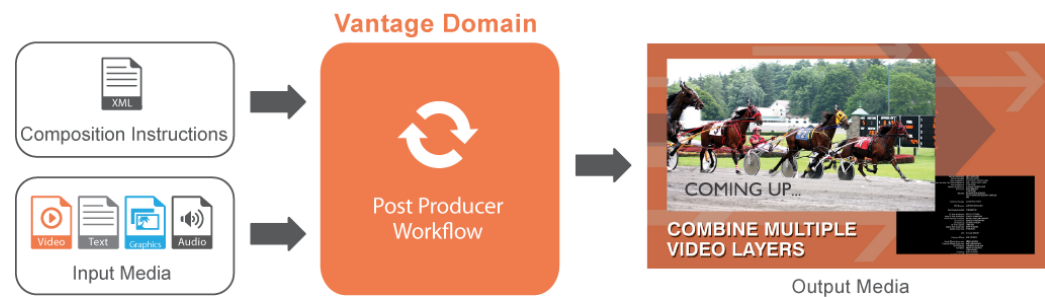 Vantage Domain
XML
Composition Instructions
Video
Text
Graphics
Audio
Input Media
Post Producer
Workflow
COMING UP...
COMBINE MULTIPLE
VIDEO LAYERS
Output Media